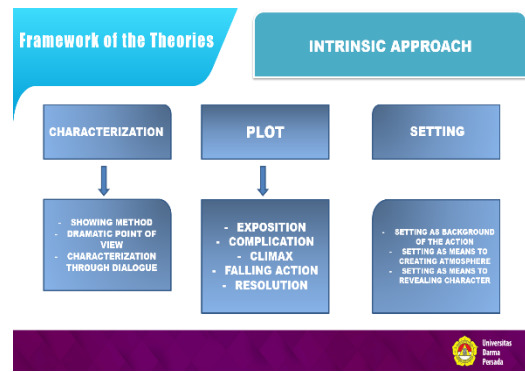 Framework of the Theories
INTRINSIC APPROACH
CHARACTERIZATION
PLOT
SETTING
- SHOWING METHOD
- DRAMATIC POINT OF
VIEW
- CHARACTERIZATION
THROUGH DIALOGUE
- EXPOSITION
- COMPLICATION
- CLIMAX
- FALLING ACTION
- RESOLUTION
- SETTING AS BACKGROUND
OF THE ACTION
- SETTING AS MEANS TO
CREATING ATMOSPHERE
- SETTING AS MEANS TO
REVEALING CHARACTER
Universitas
Darma
Persada